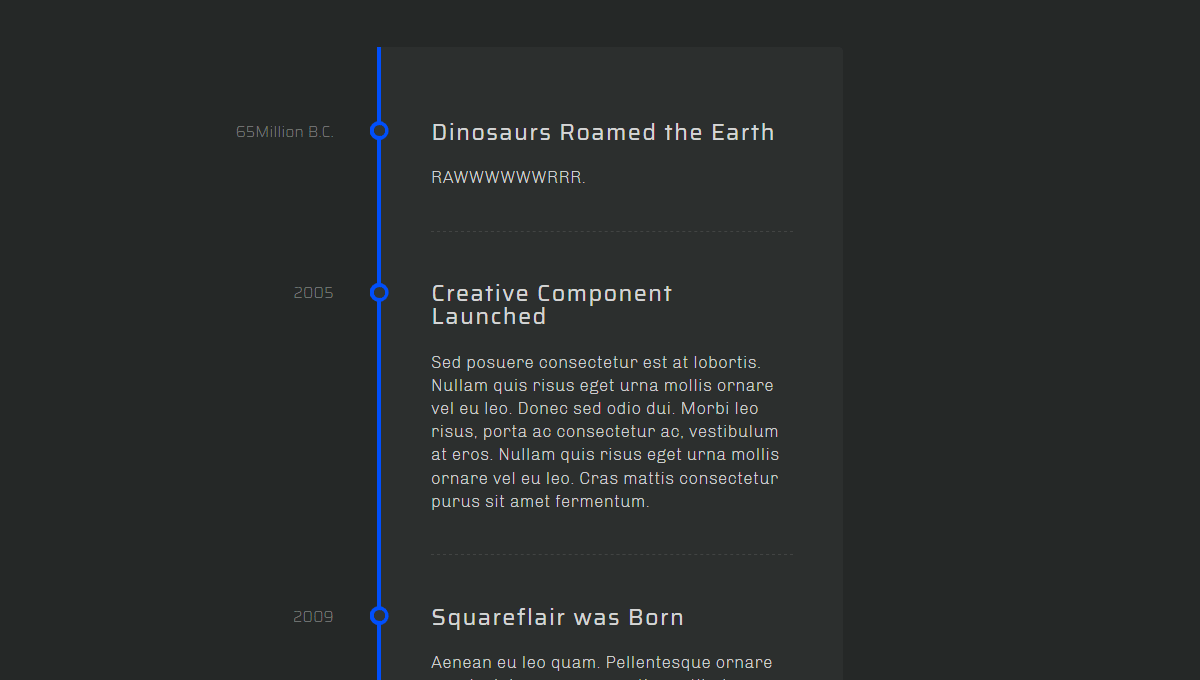 65Million B.C.
Dinosaurs Roamed the Earth
RAWWWWWWRRR.
2005
Creative Component
Launched
Sed posuere consectetur est at lobortis.
Nullam quis risus eget urna mollis ornare
vel eu leo. Donec sed odio dui. Morbi leo
risus, porta ac consectetur ac, vestibulum
at eros. Nullam quis risus eget urna mollis
ornare vel eu leo. Cras mattis consectetur
purus sit amet fermentum.
2009
Squareflair was Born
Aenean eu leo quam. Pellentesque ornare